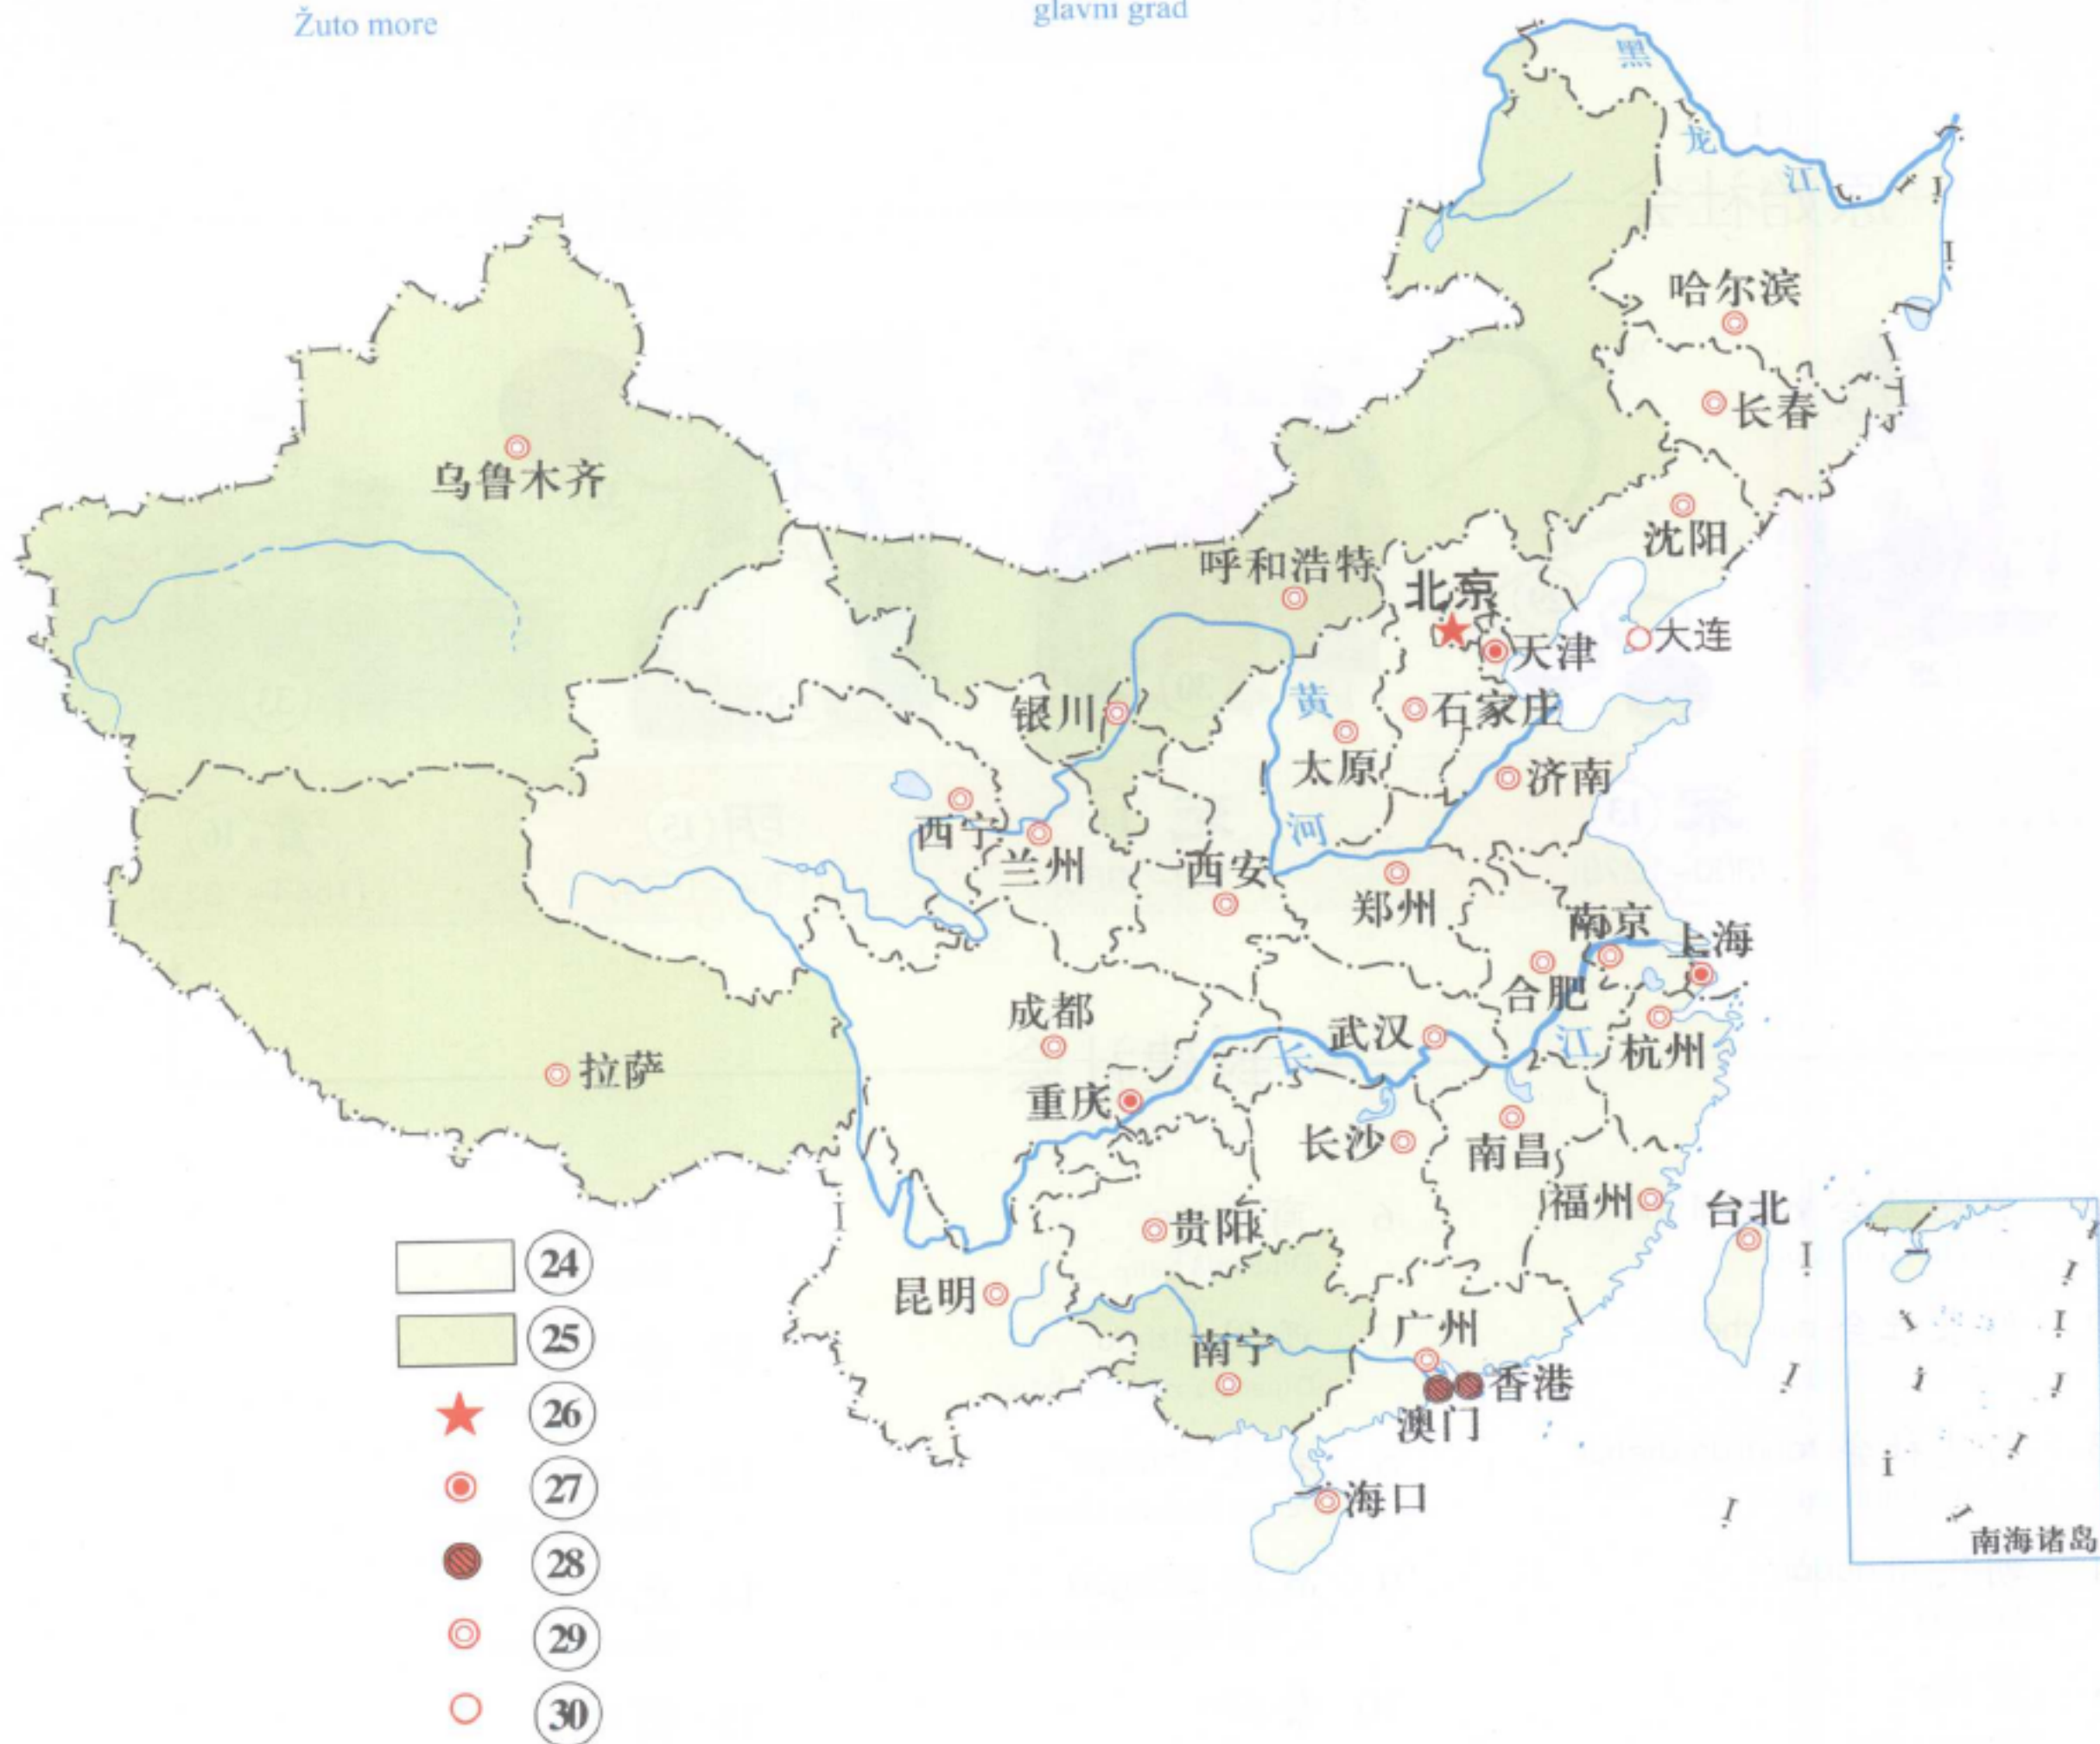 Žuto more
glavni grad
黑
龙
江
哈尔滨
长春
乌鲁木齐
沈阳
呼和浩特
北京
天津
大连
银川
黄
石家庄
太原
济南
河
西宁
兰州
西安
郑州
南京
上海
合肥
成都
武汉
江
长
杭州
拉萨
重庆
长沙
南昌
福州
台北
贵阳
昆明
广州
南宁
香港
澳门
海口
南海诸岛
24
25
26
27
28
29
30